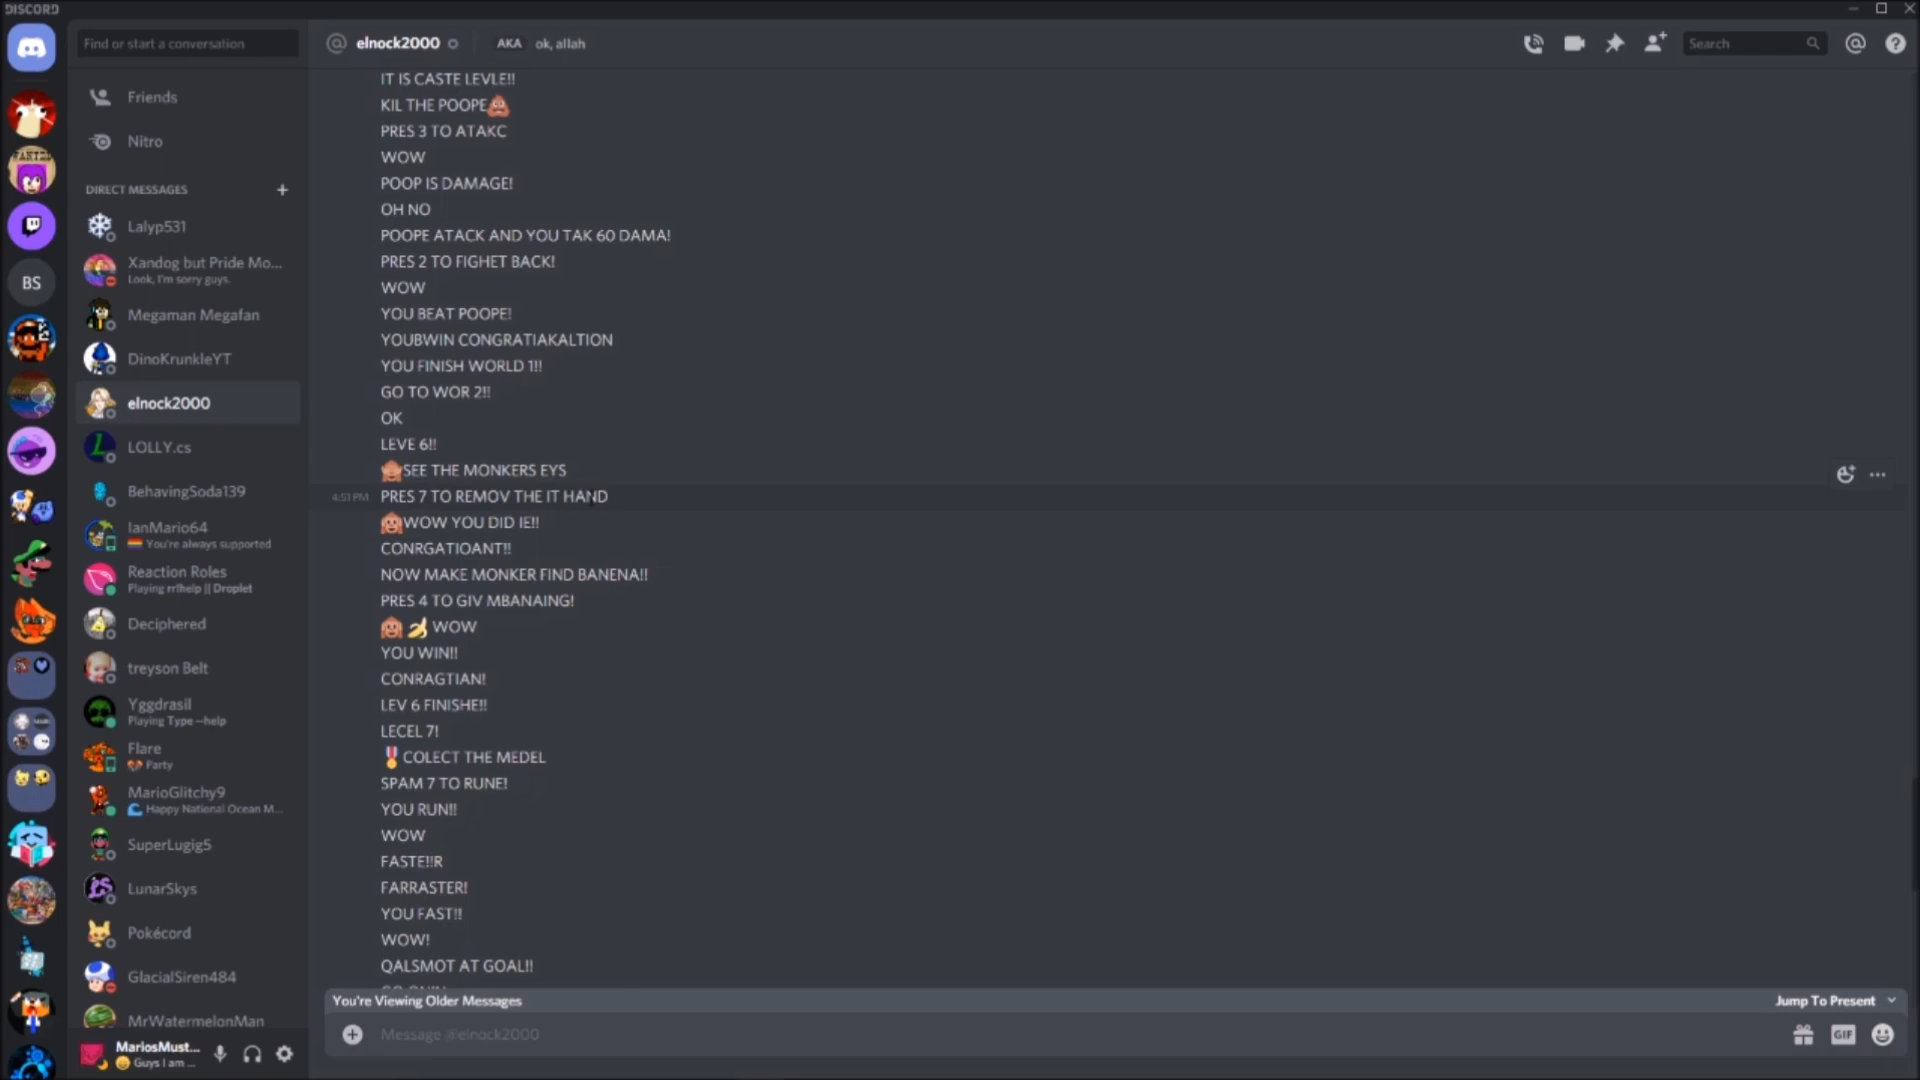 DISCORD
Find or start a conversation
elnock2000
AKA ok, allah
Search
Friends
Nitro
DIRECT MESSAGES
Lalyp531
Xandog but Pride Mo...
Look, I'm sorry guys.
Megaman Megafan
DinoKrunkleYT
elnock2000
LOLLY.cs
BehavingSoda139
IanMario64
You're always supported
Reaction Roles
Playing rr!help || Droplet
Deciphered
treyson Belt
Yggdrasil
Playing Type --help
Flare
Party
MarioGlitchy9
Happy National Ocean M...
SuperLugig5
LunarSkys
Pokécord
GlacialSiren484
MrWatermelonMan
MariosMust...
Guys I am ...
WANTED
BS
IT IS CASTE LEVLE!!
KIL THE POOPE💩
PRES 3 TO ATAKC
WOW
POOP IS DAMAGE!
OH NO
POOPE ATACK AND YOU TAK 60 DAMA!
PRES 2 TO FIGHET BACK!
WOW
YOU BEAT POOPE!
YOUBWIN CONGRATIAKALTION
YOU FINISH WORLD 1!!
GO TO WOR 2!!
OK
LEVE 6!!
🙈SEE THE MONKERS EYS
4:51 PM PRES 7 TO REMOV THE IT HAND
🙉WOW YOU DID IE!!
CONRGATIOANT!!
NOW MAKE MONKER FIND BANENA!!
PRES 4 TO GIV MBANAING!
🙉 🍌 WOW
YOU WIN!!
CONRAGTIAN!
LEV 6 FINISHE!!
LECEL 7!
🎖COLECT THE MEDEL
SPAM 7 TO RUNE!
YOU RUN!!
WOW
FASTE!!R
FARRASTER!
YOU FAST!!
WOW!
QALSMOT AT GOAL!!
You're Viewing Older Messages
Jump To Present
Message @elnock2000
GIF